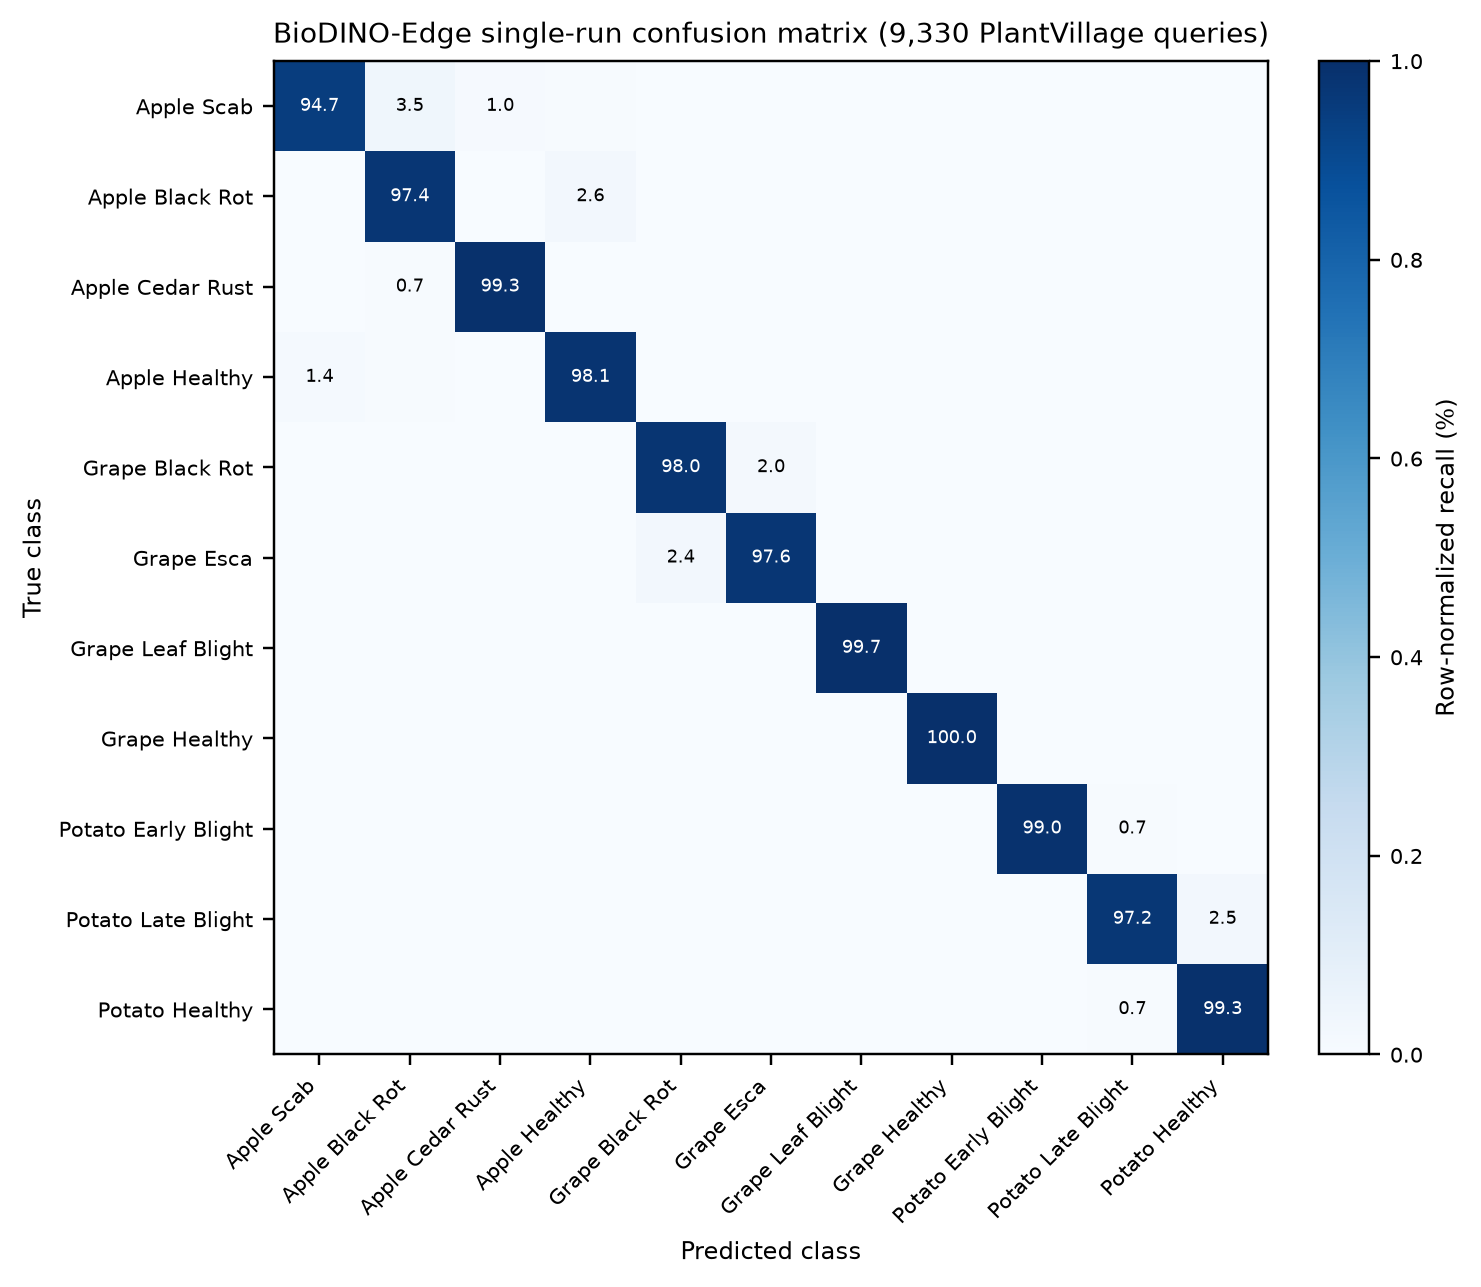 BioDINO-Edge single-run confusion matrix (9,330 PlantVillage queries)
True class
Apple Scab 94.7 3.5 1.0
Apple Black Rot 97.4 2.6
Apple Cedar Rust 0.7 99.3
Apple Healthy 1.4 98.1
Grape Black Rot 98.0 2.0
Grape Esca 2.4 97.6
Grape Leaf Blight 99.7
Grape Healthy 100.0
Potato Early Blight 99.0 0.7
Potato Late Blight 97.2 2.5
Potato Healthy 0.7 99.3
Apple Scab
Apple Black Rot
Apple Cedar Rust
Apple Healthy
Grape Black Rot
Grape Esca
Grape Leaf Blight
Grape Healthy
Potato Early Blight
Potato Late Blight
Potato Healthy
Predicted class
1.0
0.8
0.6
0.4
0.2
0.0
Row-normalized recall (%)